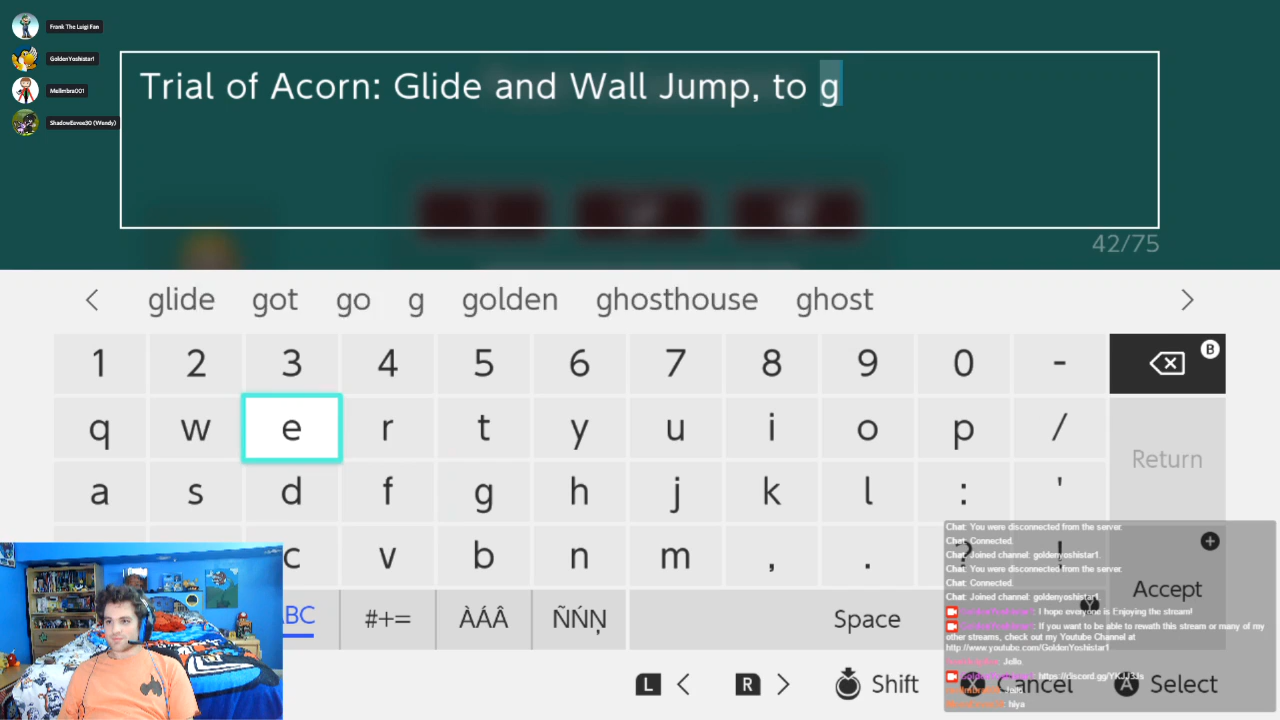 Frank The Luigi Fan
GoldenYoshistar1
Mellmbra001
ShadowEevee30 (Wendy)
Trial of Acorn: Glide and Wall Jump, to g
42/75
glide got go g golden ghosthouse ghost
1 2 3 4 5 6 7 8 9 0 -
B
q w e r t y u i o p /
Return
a s d f g h j k l : '
c v b n m , . ? !
+
Accept
ABC #+= ÀÁÂ ÑŃŅ Space
L R Shift X Cancel A Select
Chat: You were disconnected from the server.
Chat: Connected.
Chat: Joined channel: goldenyoshistar1.
Chat: You were disconnected from the server.
Chat: Connected.
Chat: Joined channel: goldenyoshistar1.
I hope everyone is Enjoying the stream!
If you want to be able to rewath this stream or many of my
other streams, check out my Youtube Channel at
http://www.youtube.com/GoldenYoshistar1
Jello
hiya